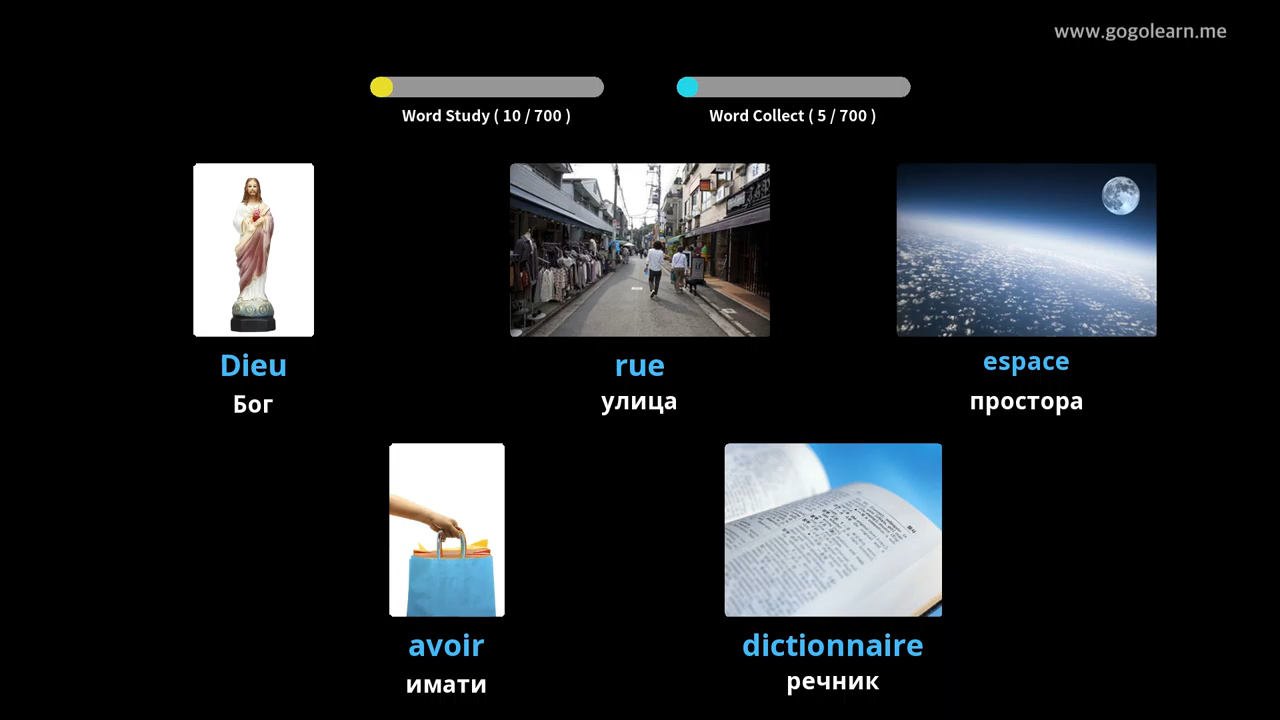 www.gogolearn.me
Word Study ( 10 / 700 )
Word Collect ( 5 / 700 )
Dieu
Бог
rue
улица
espace
простора
avoir
имати
dictionnaire
речник